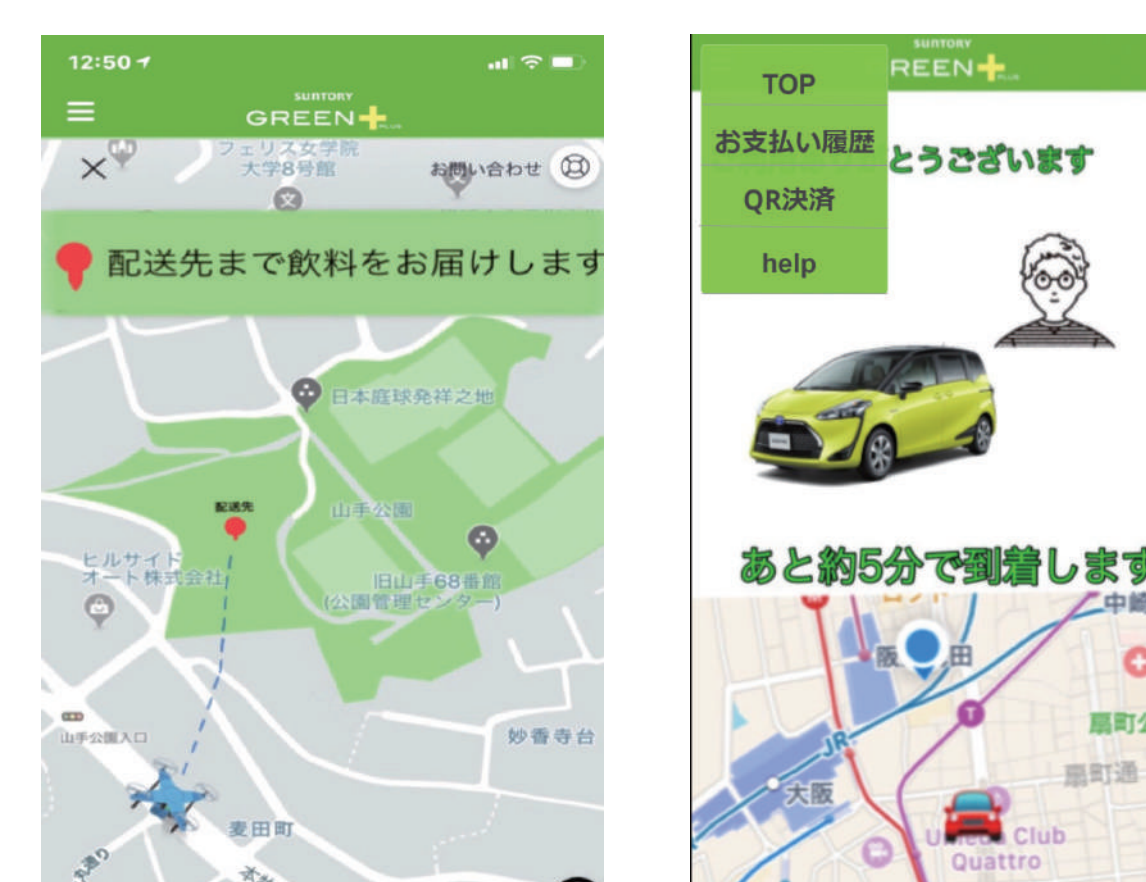 12:50
SUNTORY
GREEN+
PLUS
フェリス女学院
大学8号館
お問い合わせ
配送先まで飲料をお届けします
日本庭球発祥之地
配送先
山手公園
ヒルサイド
オート株式会社
旧山手68番館
(公園管理センター)
山手公園入口
妙香寺台
麦田町
SUNTORY
REEN+
PLUS
TOP
お支払い履歴
QR決済
help
とうございます
あと約5分で到着します
中崎
阪
田
T
JR
大阪
扇町公
扇町通
Umeda Club
Quattro